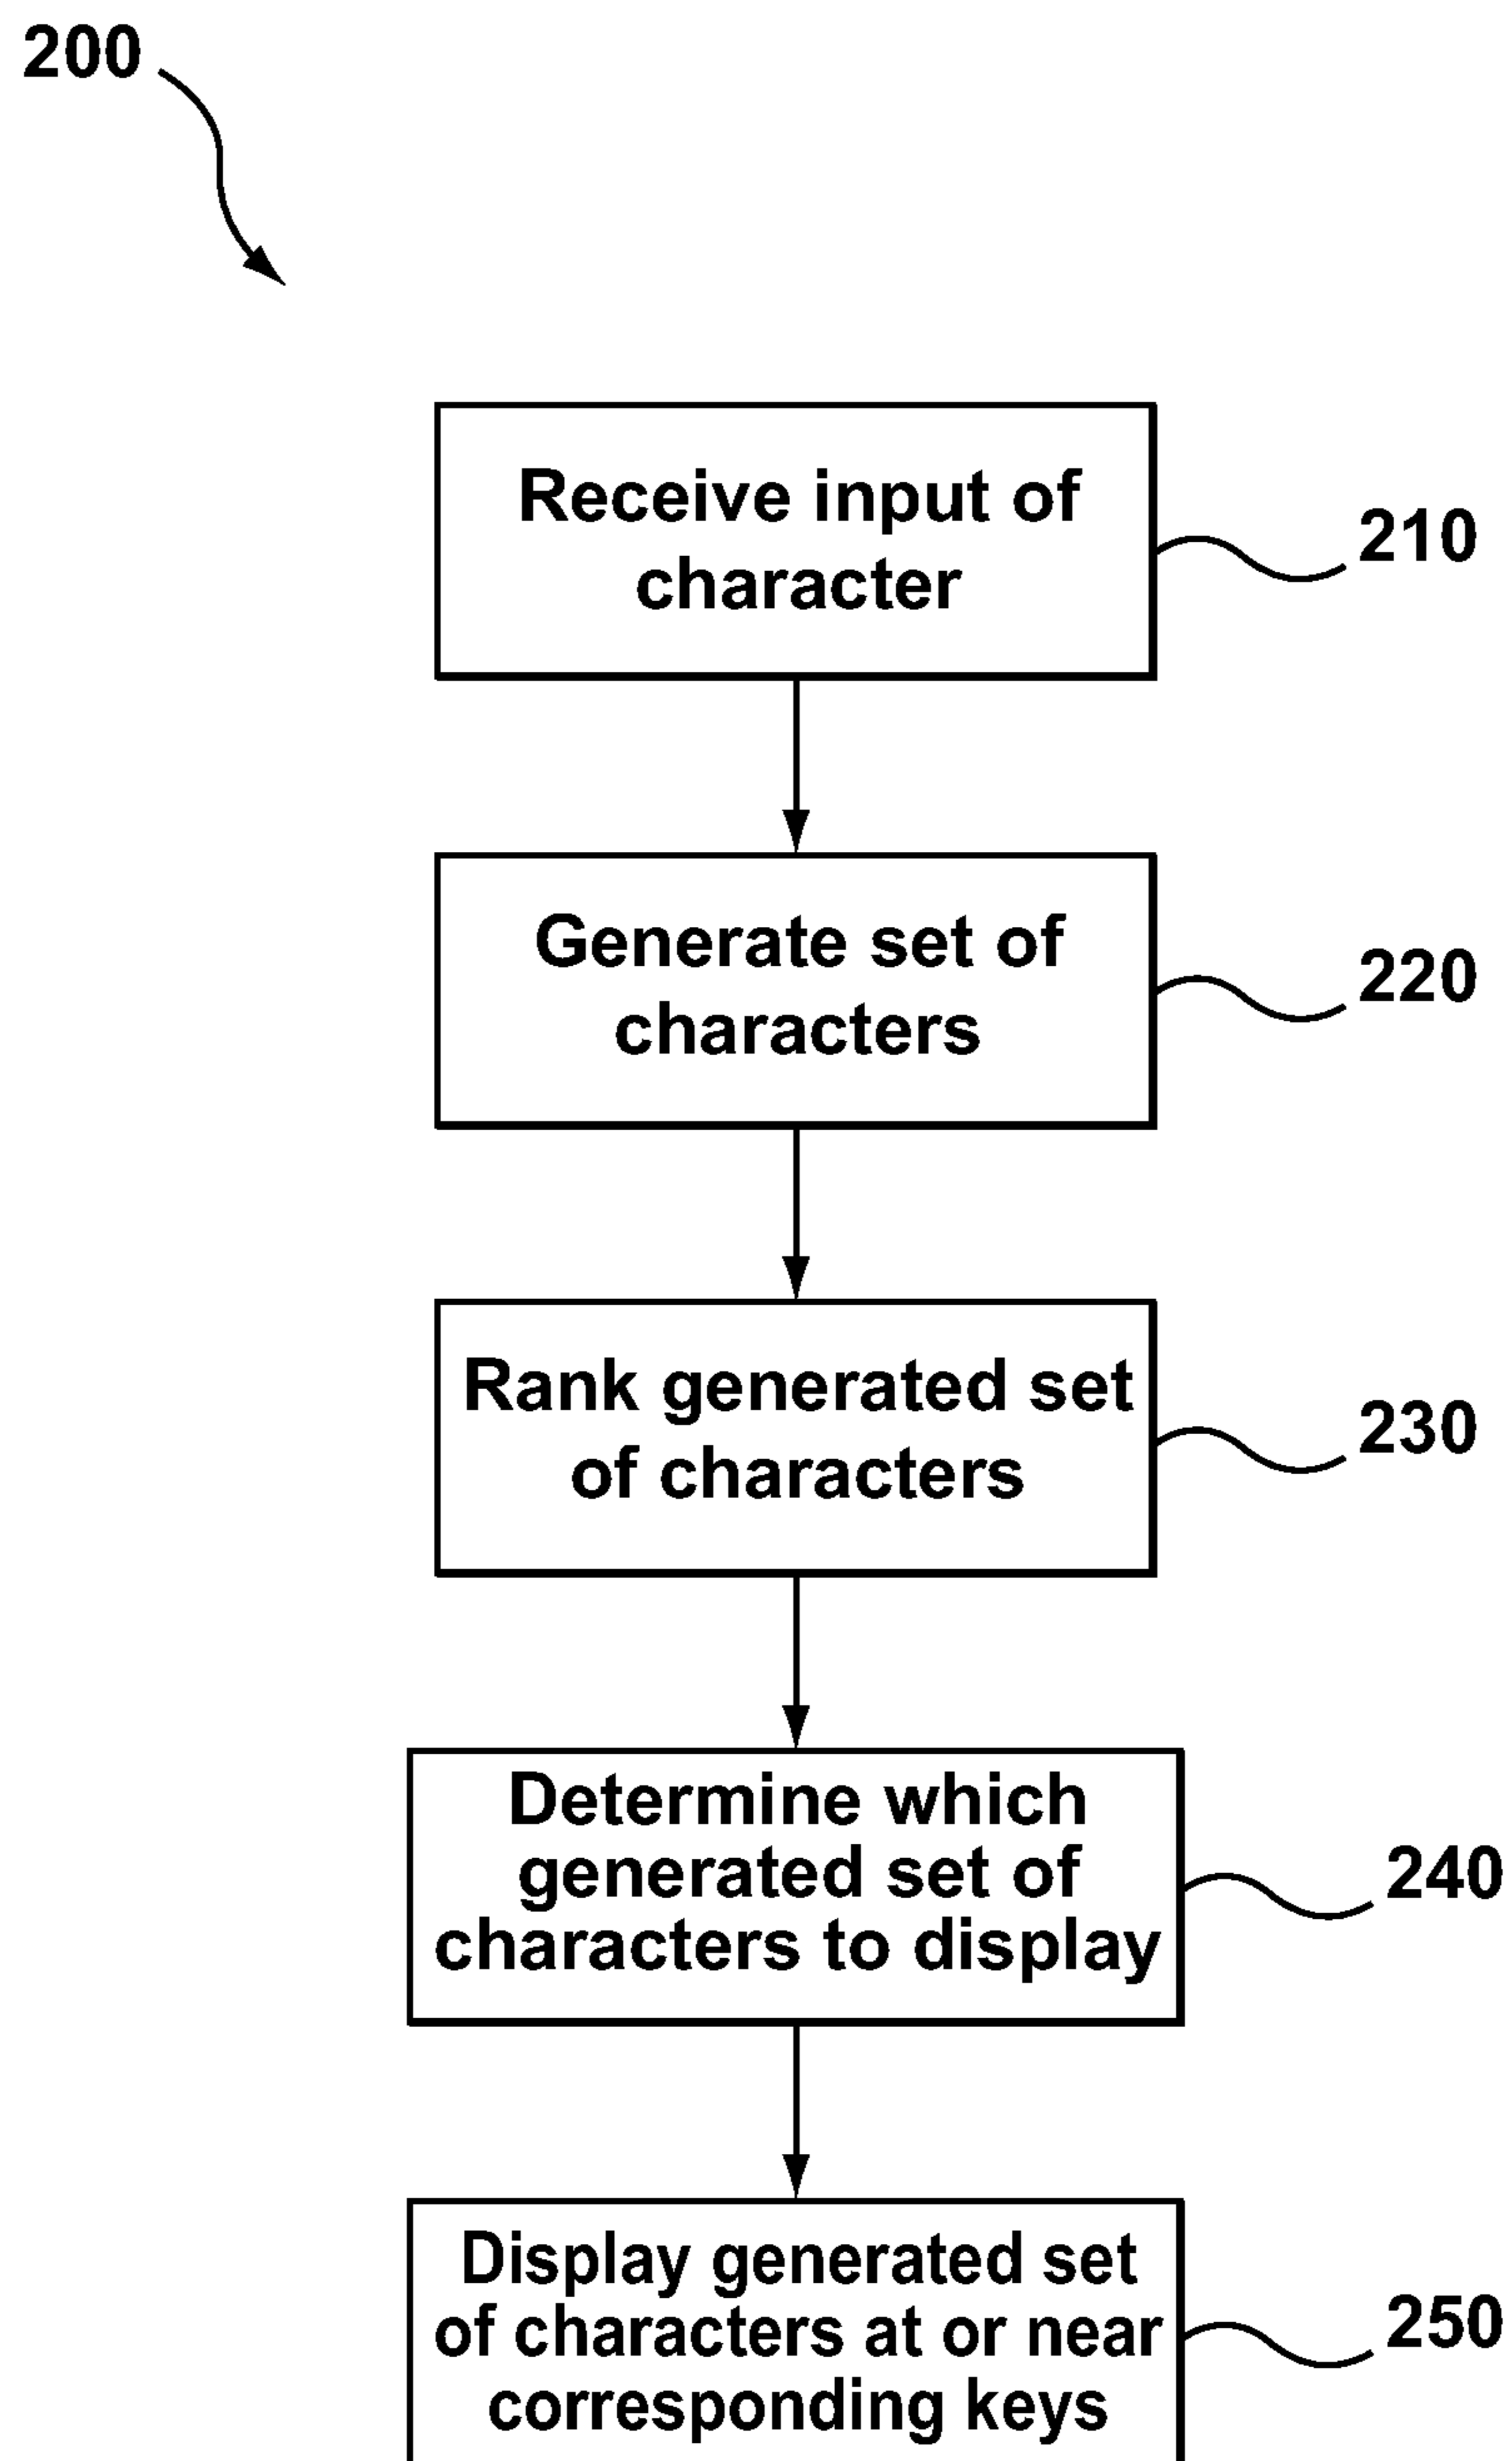 200
Receive input of
character
210
Generate set of
characters
220
Rank generated set
of characters
230
Determine which
generated set of
characters to display
240
Display generated set
of characters at or near
corresponding keys
250